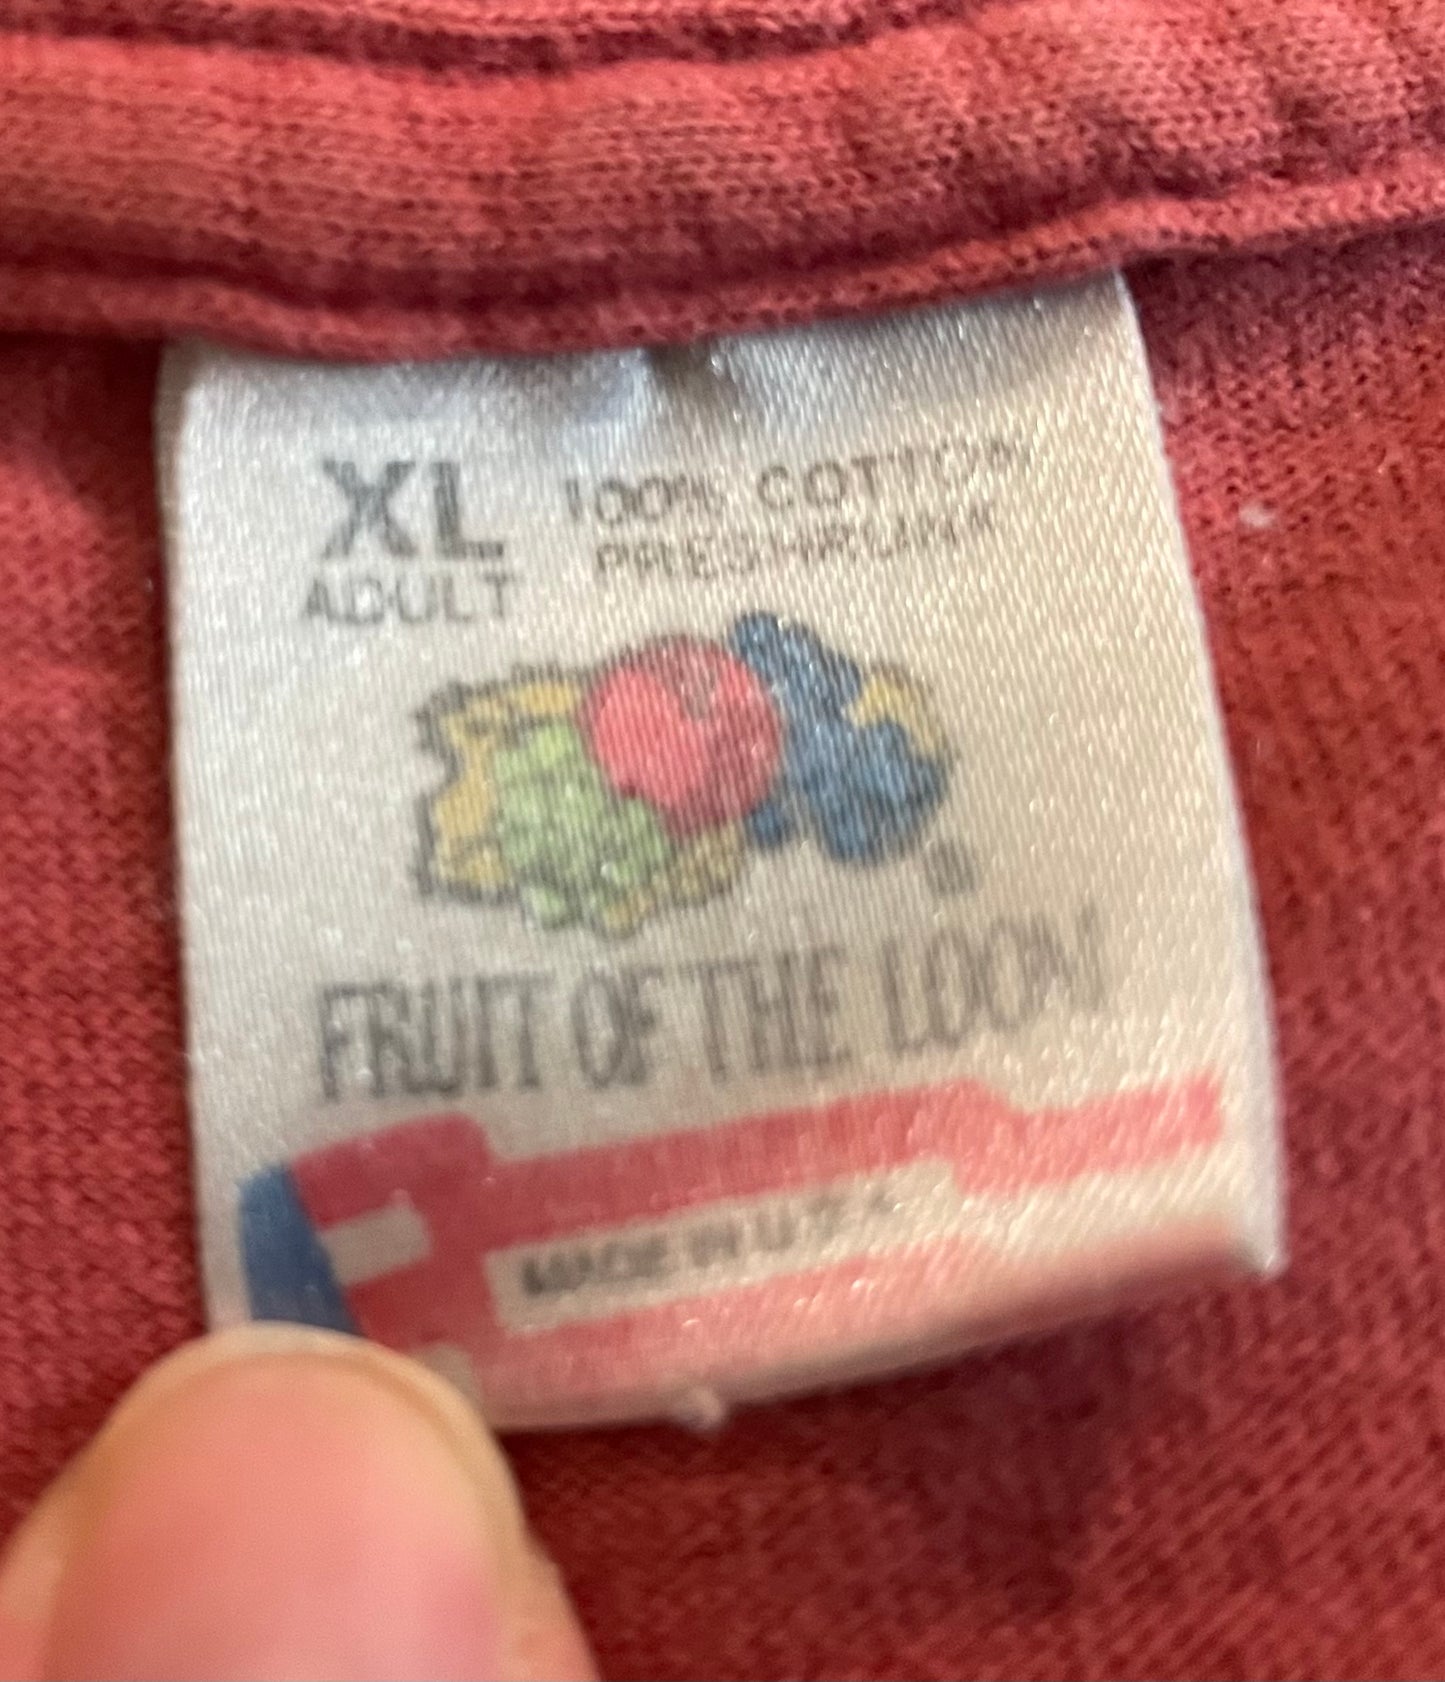 XL 100% COTTON
ADULT PRESHRUNK
®
FRUIT OF THE LOOM
MADE IN U.S.A.